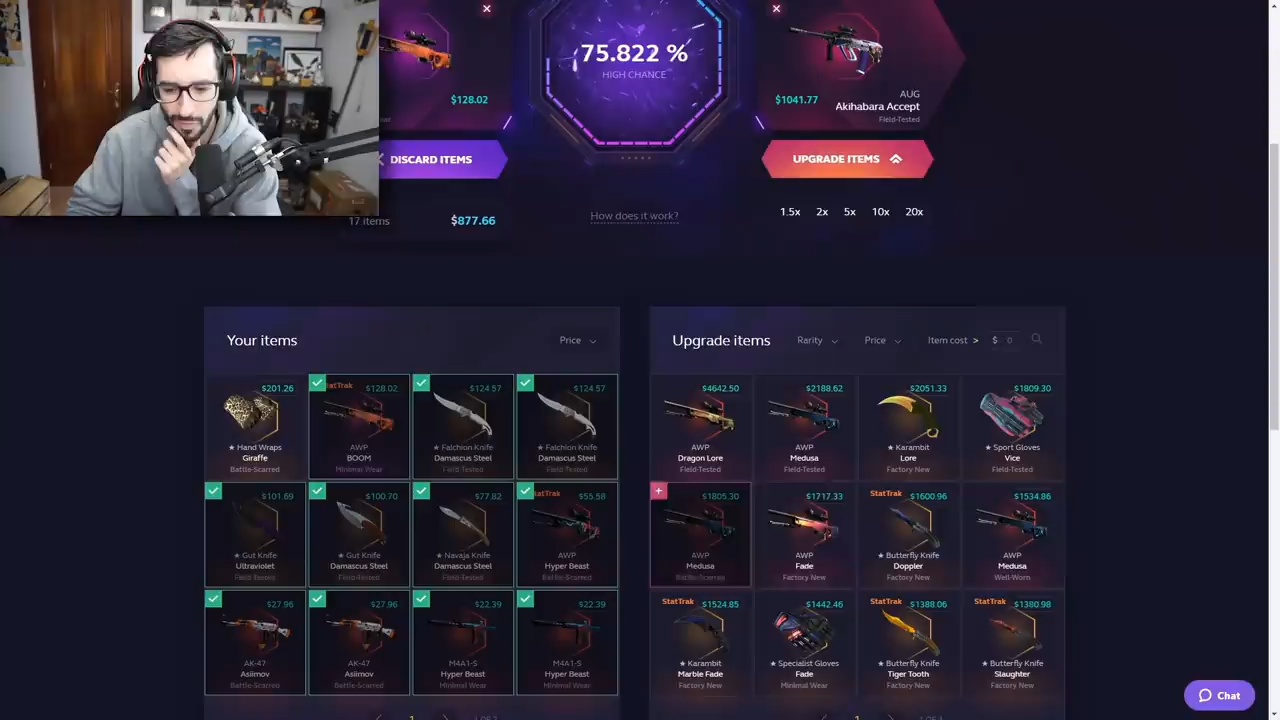 75.822 %
HIGH CHANCE
$128.02
$1041.77
AUG
Akihabara Accept
Field-Tested
DISCARD ITEMS
UPGRADE ITEMS
17 items
$877.66
How does it work?
1.5x 2x 5x 10x 20x
Your items
Price
Upgrade items
Rarity
Price
Item cost > $ 0
$201.26
★ Hand Wraps
Giraffe
Battle-Scarred
StatTrak $128.02
AWP
BOOM
Minimal Wear
$124.57
★ Falchion Knife
Damascus Steel
Field-Tested
$124.57
★ Falchion Knife
Damascus Steel
Field-Tested
$4642.50
AWP
Dragon Lore
Field-Tested
$2188.62
AWP
Medusa
Field-Tested
$2051.33
★ Karambit
Lore
Factory New
$1809.30
★ Sport Gloves
Vice
Field-Tested
$101.69
★ Gut Knife
Ultraviolet
Field-Tested
$100.70
★ Gut Knife
Damascus Steel
Field-Tested
$77.82
★ Navaja Knife
Damascus Steel
Field-Tested
StatTrak $55.58
AWP
Hyper Beast
Battle-Scarred
$1805.30
AWP
Medusa
Battle-Scarred
$1717.33
AWP
Fade
Factory New
StatTrak $1600.96
★ Butterfly Knife
Doppler
Factory New
$1534.86
AWP
Medusa
Well-Worn
$27.96
AK-47
Asiimov
Battle-Scarred
$27.96
AK-47
Asiimov
Battle-Scarred
$22.39
M4A1-S
Hyper Beast
Minimal Wear
$22.39
M4A1-S
Hyper Beast
Minimal Wear
StatTrak $1524.85
★ Karambit
Marble Fade
Factory New
$1442.46
★ Specialist Gloves
Fade
Minimal Wear
StatTrak $1388.06
★ Butterfly Knife
Tiger Tooth
Factory New
StatTrak $1380.98
★ Butterfly Knife
Slaughter
Factory New
Chat